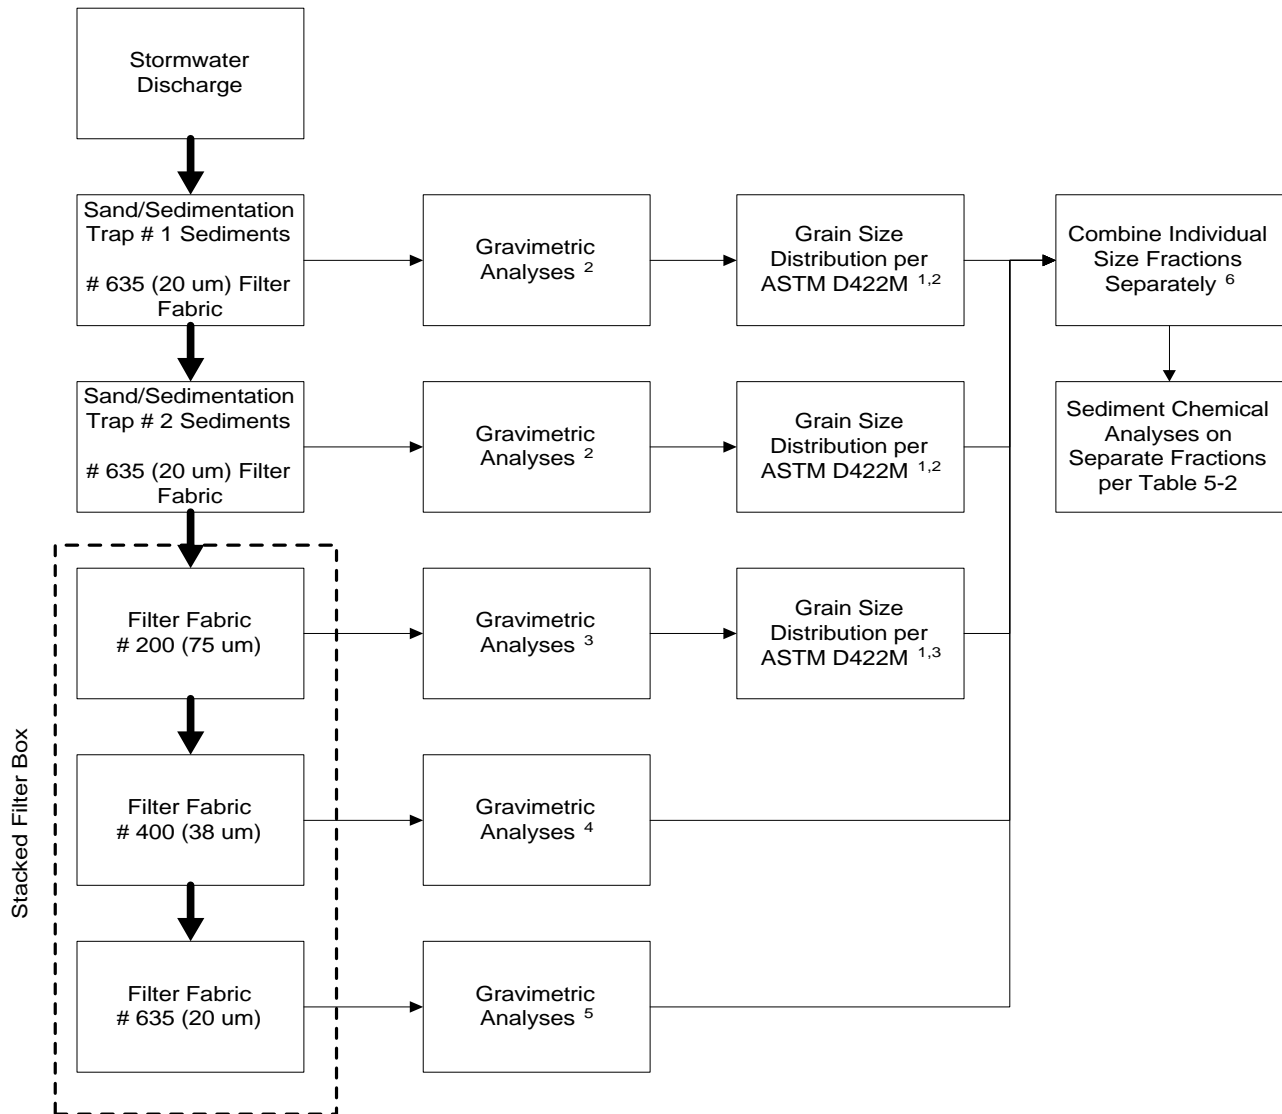 Stormwater
Discharge
Sand/Sedimentation
Trap # 1 Sediments
# 635 (20 um) Filter
Fabric
Gravimetric
Analyses 2
Grain Size
Distribution per
ASTM D422M 1,2
Combine Individual
Size Fractions
Separately 6
Sand/Sedimentation
Trap # 2 Sediments
# 635 (20 um) Filter
Fabric
Gravimetric
Analyses 2
Grain Size
Distribution per
ASTM D422M 1,2
Sediment Chemical
Analyses on
Separate Fractions
per Table 5-2
Stacked Filter Box
Filter Fabric
# 200 (75 um)
Gravimetric
Analyses 3
Grain Size
Distribution per
ASTM D422M 1,3
Filter Fabric
# 400 (38 um)
Gravimetric
Analyses 4
Filter Fabric
# 635 (20 um)
Gravimetric
Analyses 5